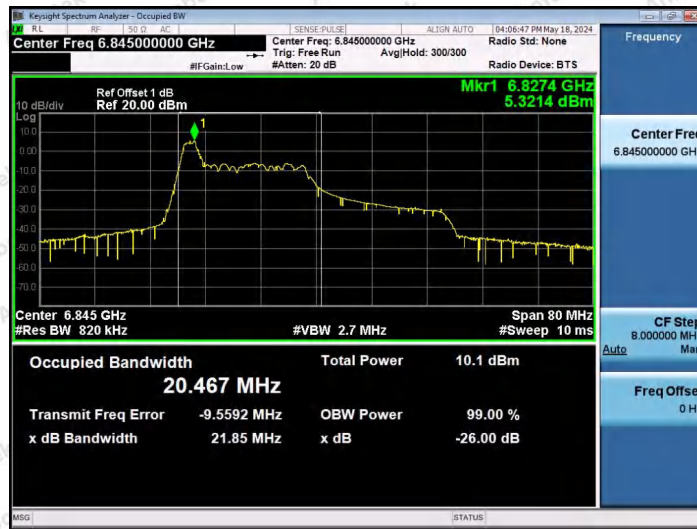 Keysight Spectrum Analyzer - Occupied BW
RL RF 50 Ω AC SENSE:PULSE ALIGN AUTO 04:06:47 PM May 18, 2024
Center Freq 6.845000000 GHz
Center Freq: 6.845000000 GHz Radio Std: None
Trig: Free Run Avg|Hold: 300/300
#IFGain:Low #Atten: 20 dB Radio Device: BTS
Frequency
Mkr1 6.8274 GHz
5.3214 dBm
Ref Offset 1 dB
10 dB/div Ref 20.00 dBm
Log
1
10.0
0.00
-10.0
-20.0
-30.0
-40.0
-50.0
-60.0
-70.0
Center Fre
6.845000000 GH
Center 6.845 GHz Span 80 MHz
#Res BW 820 kHz #VBW 2.7 MHz #Sweep 10 ms
CF Step
8.000000 MH
Auto Ma
Occupied Bandwidth Total Power 10.1 dBm
20.467 MHz
Transmit Freq Error -9.5592 MHz OBW Power 99.00 %
x dB Bandwidth 21.85 MHz x dB -26.00 dB
Freq Offse
0 H
MSG STATUS